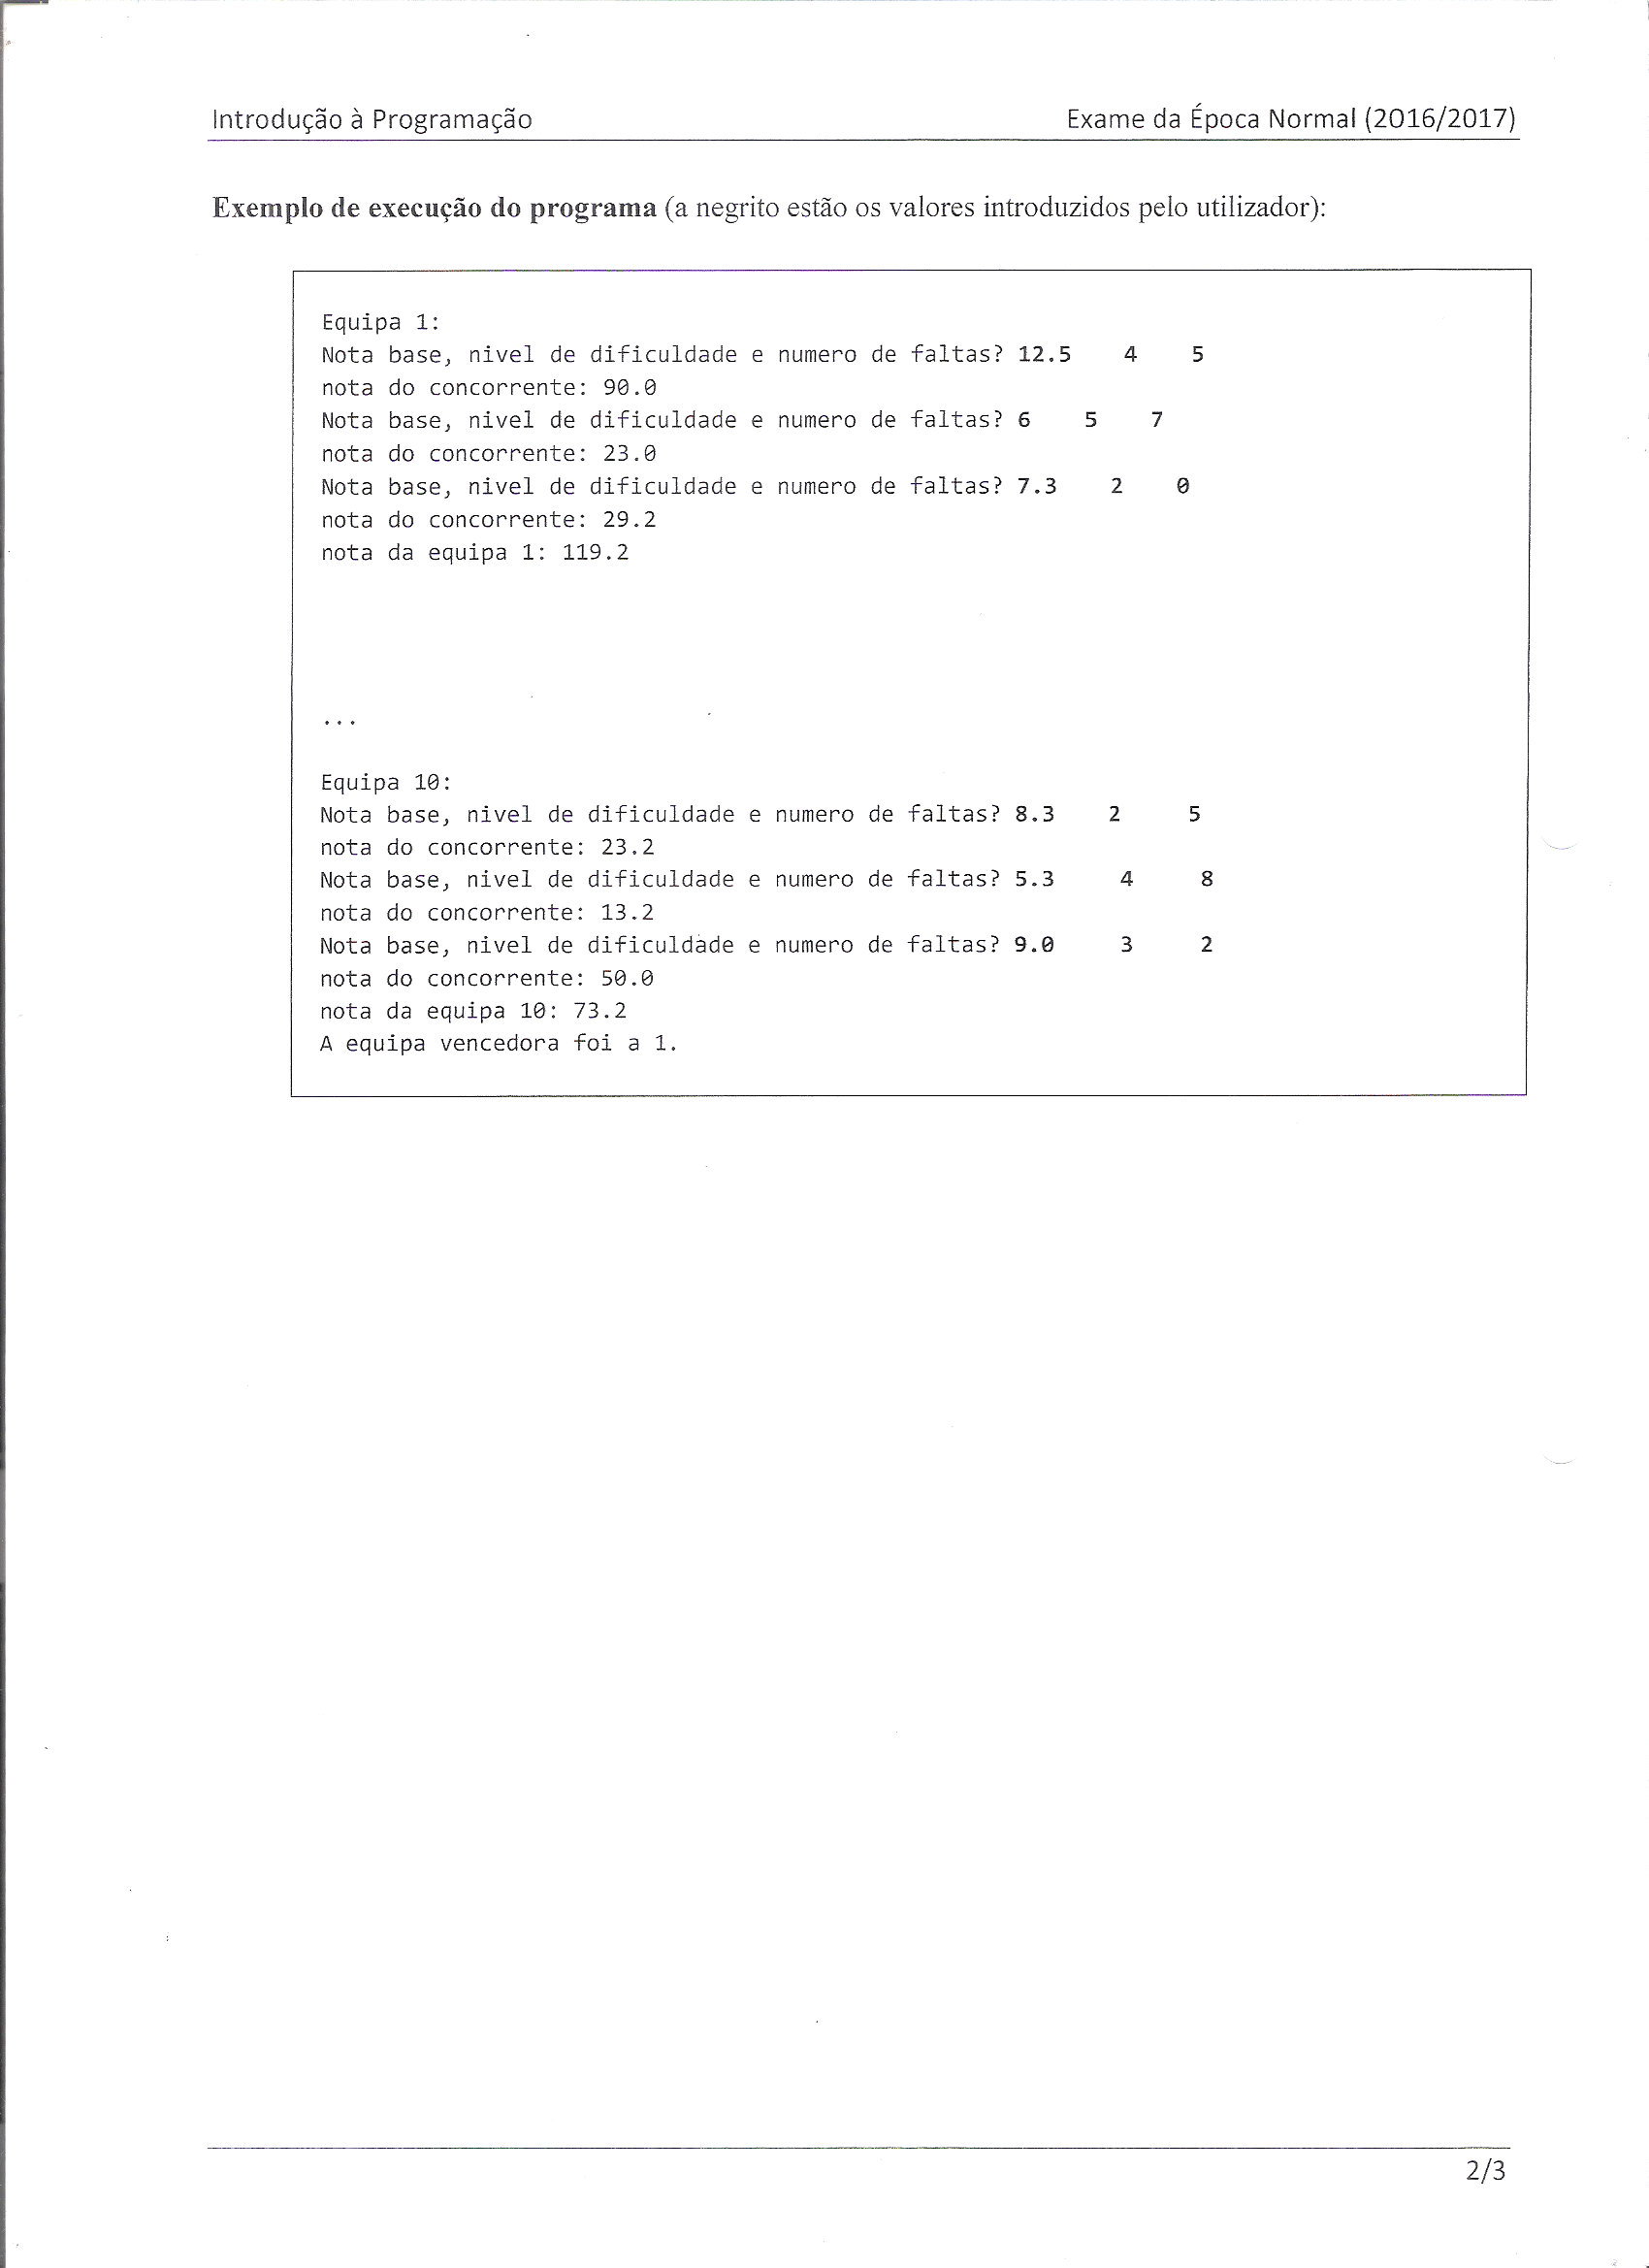 Introdução à Programação Exame da Época Normal (2016/2017)
Exemplo de execução do programa (a negrito estão os valores introduzidos pelo utilizador):
Equipa 1:
Nota base, nivel de dificuldade e numero de faltas? 12.5 4 5
nota do concorrente: 90.0
Nota base, nivel de dificuldade e numero de faltas? 6 5 7
nota do concorrente: 23.0
Nota base, nivel de dificuldade e numero de faltas? 7.3 2 0
nota do concorrente: 29.2
nota da equipa 1: 119.2
...
Equipa 10:
Nota base, nivel de dificuldade e numero de faltas? 8.3 2 5
nota do concorrente: 23.2
Nota base, nivel de dificuldade e numero de faltas? 5.3 4 8
nota do concorrente: 13.2
Nota base, nivel de dificuldade e numero de faltas? 9.0 3 2
nota do concorrente: 50.0
nota da equipa 10: 73.2
A equipa vencedora foi a 1.
2/3